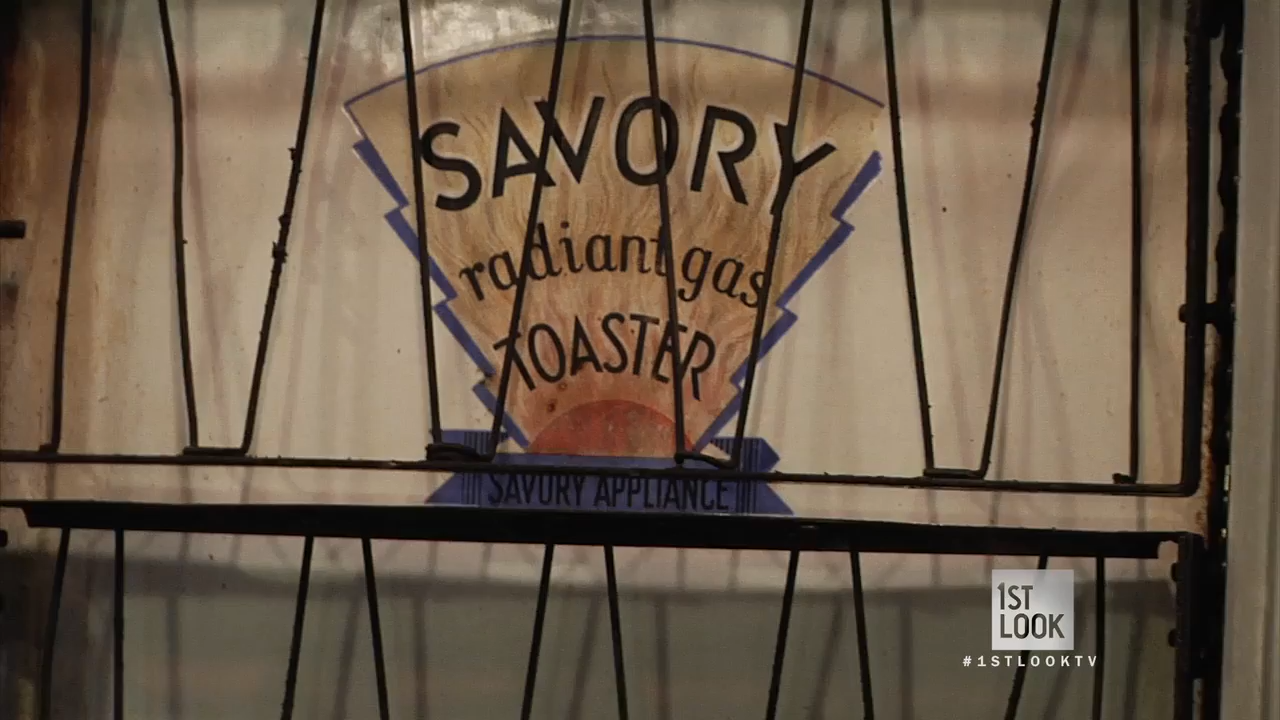 SAVORY
radiant gas
TOASTER
SAVORY APPLIANCE
1ST
LOOK
#1STLOOKTV